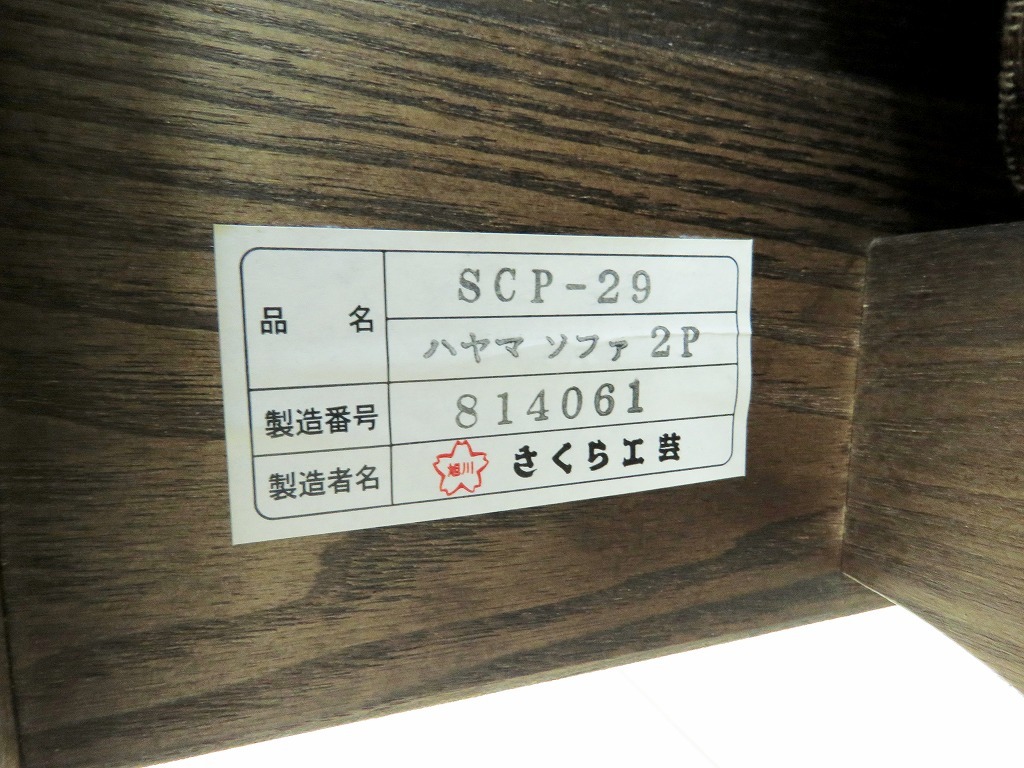 品名
SCP-29
ハヤマ ソファ 2P
製造番号
814061
製造者名
旭川
さくら工芸